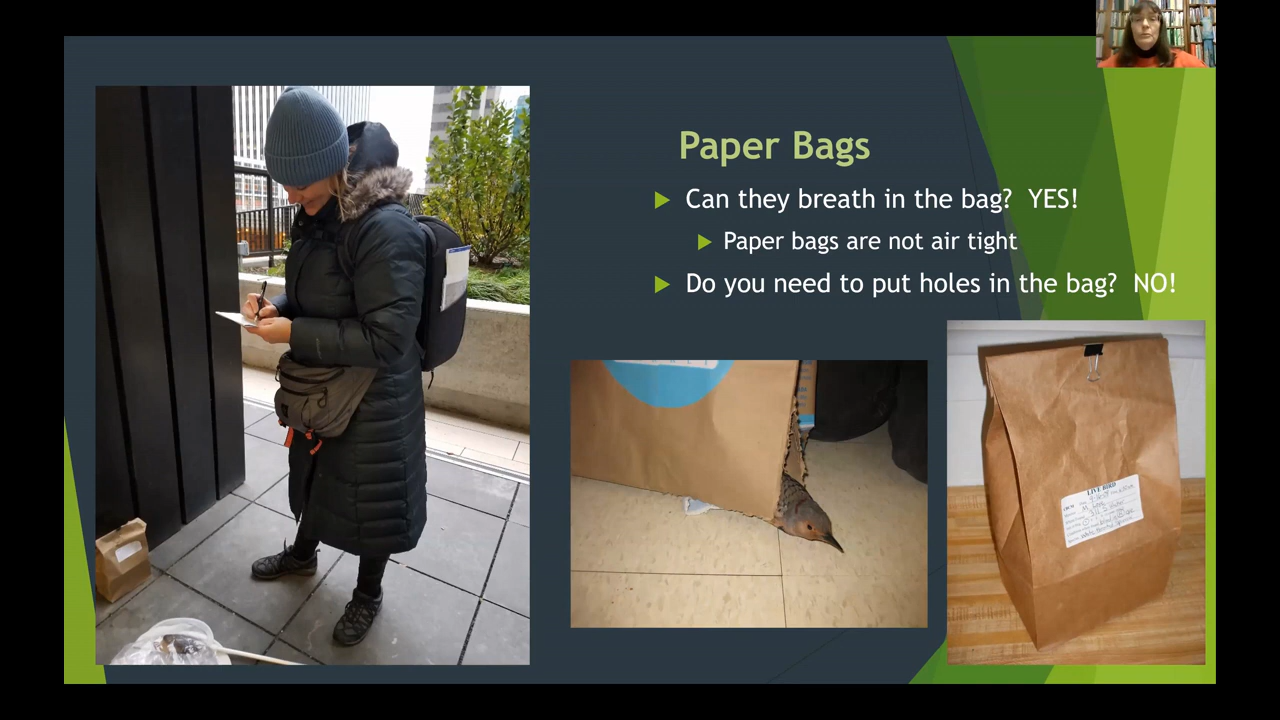 Paper Bags
Can they breath in the bag? YES!
Paper bags are not air tight
Do you need to put holes in the bag? NO!
LIVE BIRD